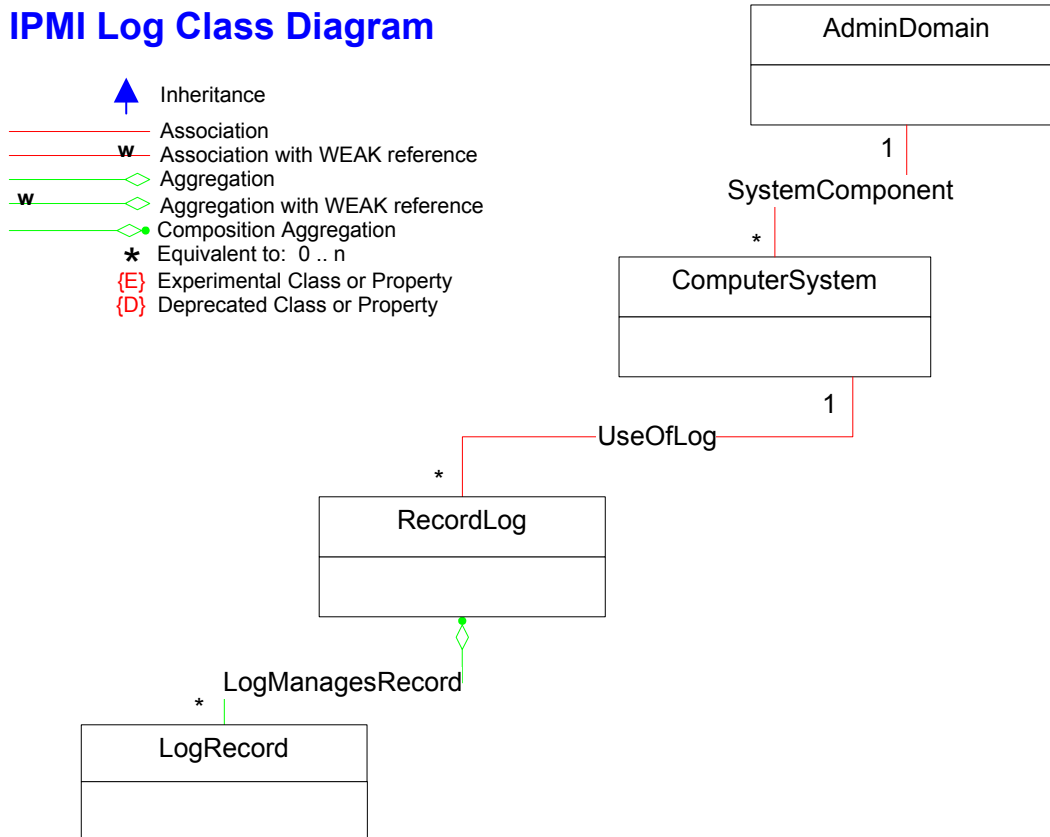 IPMI Log Class Diagram
AdminDomain
Inheritance
Association
w Association with WEAK reference
Aggregation
w Aggregation with WEAK reference
Composition Aggregation
* Equivalent to: 0 .. n
{E} Experimental Class or Property
{D} Deprecated Class or Property
1
SystemComponent
*
ComputerSystem
1
UseOfLog
*
RecordLog
LogManagesRecord
*
LogRecord